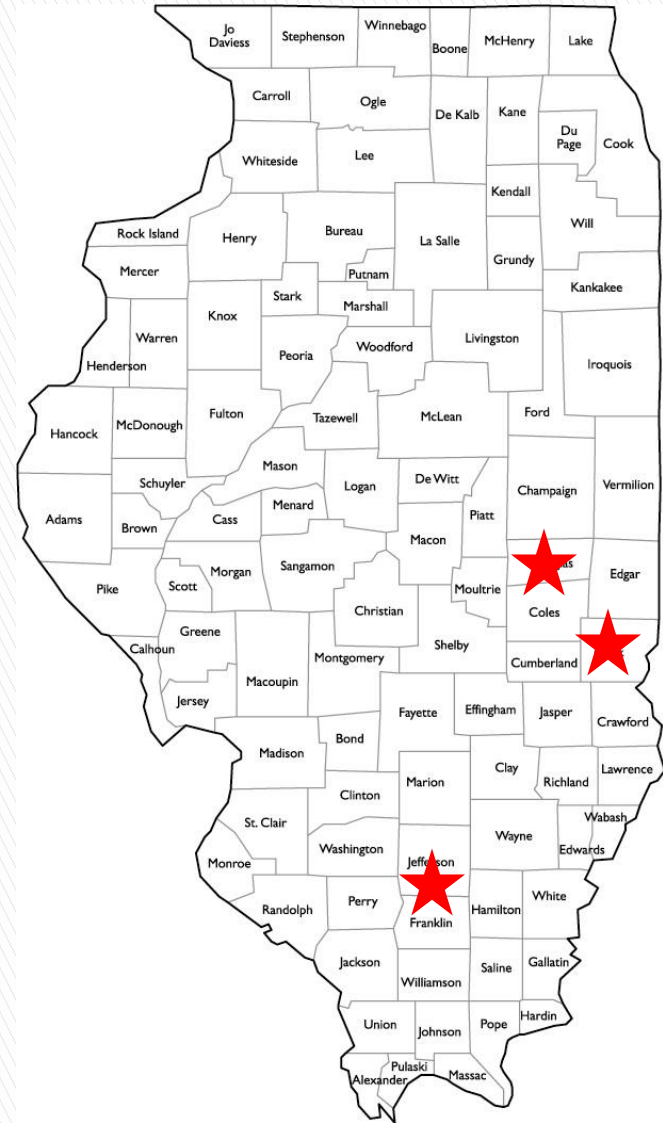 Jo
Daviess
Stephenson
Winnebago
Boone
McHenry
Lake
Carroll
Ogle
De Kalb
Kane
Du
Page
Cook
Whiteside
Lee
Kendall
Will
Rock Island
Henry
Bureau
La Salle
Grundy
Mercer
Putnam
Kankakee
Stark
Marshall
Knox
Warren
Henderson
Peoria
Woodford
Livingston
Iroquois
Fulton
Tazewell
McLean
Ford
Hancock
McDonough
Mason
Logan
De Witt
Champaign
Vermilion
Schuyler
Adams
Brown
Cass
Menard
Piatt
Macon
Pike
Scott
Morgan
Sangamon
Christian
Moultrie
Edgar
Coles
Greene
Calhoun
Shelby
Cumberland
Montgomery
Macoupin
Jersey
Fayette
Effingham
Jasper
Crawford
Bond
Madison
Clay
Richland
Lawrence
Marion
Clinton
Wabash
St. Clair
Washington
Jefferson
Wayne
Edwards
Monroe
Randolph
Perry
Franklin
Hamilton
White
Jackson
Williamson
Saline
Gallatin
Union
Johnson
Pope
Hardin
Pulaski
Alexander
Massac